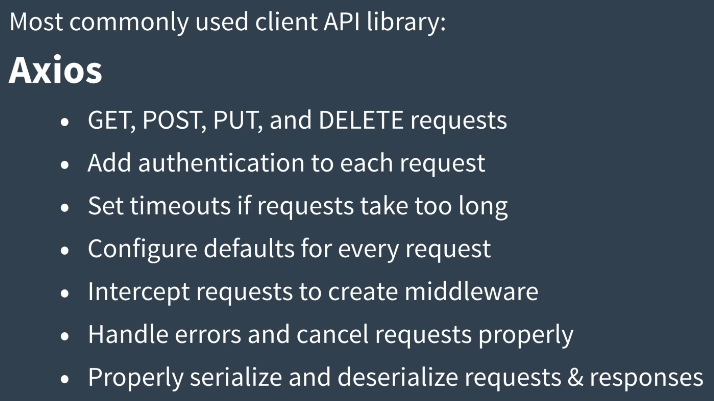 Most commonly used client API library:
Axios
• GET, POST, PUT, and DELETE requests
• Add authentication to each request
• Set timeouts if requests take too long
• Configure defaults for every request
• Intercept requests to create middleware
• Handle errors and cancel requests properly
• Properly serialize and deserialize requests & responses